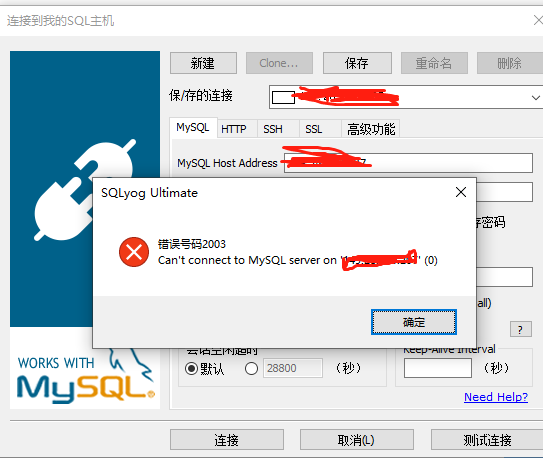 连接到我的SQL主机
新建
Clone...
保存
重命名
删除
保/存的连接
MySQL
HTTP
SSH
SSL
高级功能
MySQL Host Address
SQLyog Ultimate
存密码
错误号码2003
Can't connect to MySQL server on '
' (0)
all)
确定
?
WORKS WITH
MySQL®
会话空闲超时
默认
28800
(秒)
Keep-Alive Interval
(秒)
Need Help?
连接
取消(L)
测试连接